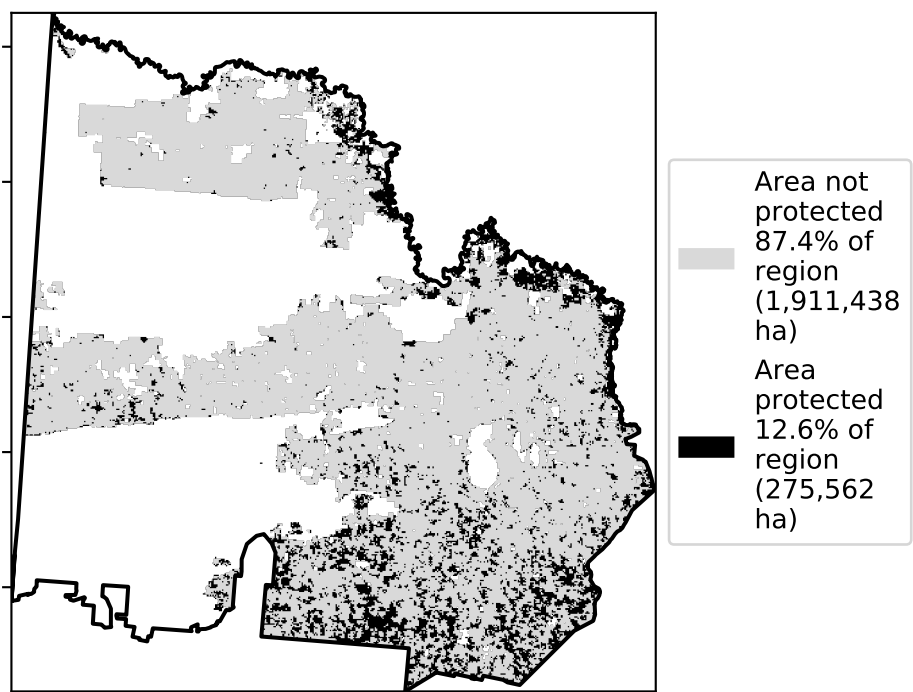 Area not
protected
87.4% of
region
(1,911,438
ha)
Area
protected
12.6% of
region
(275,562
ha)